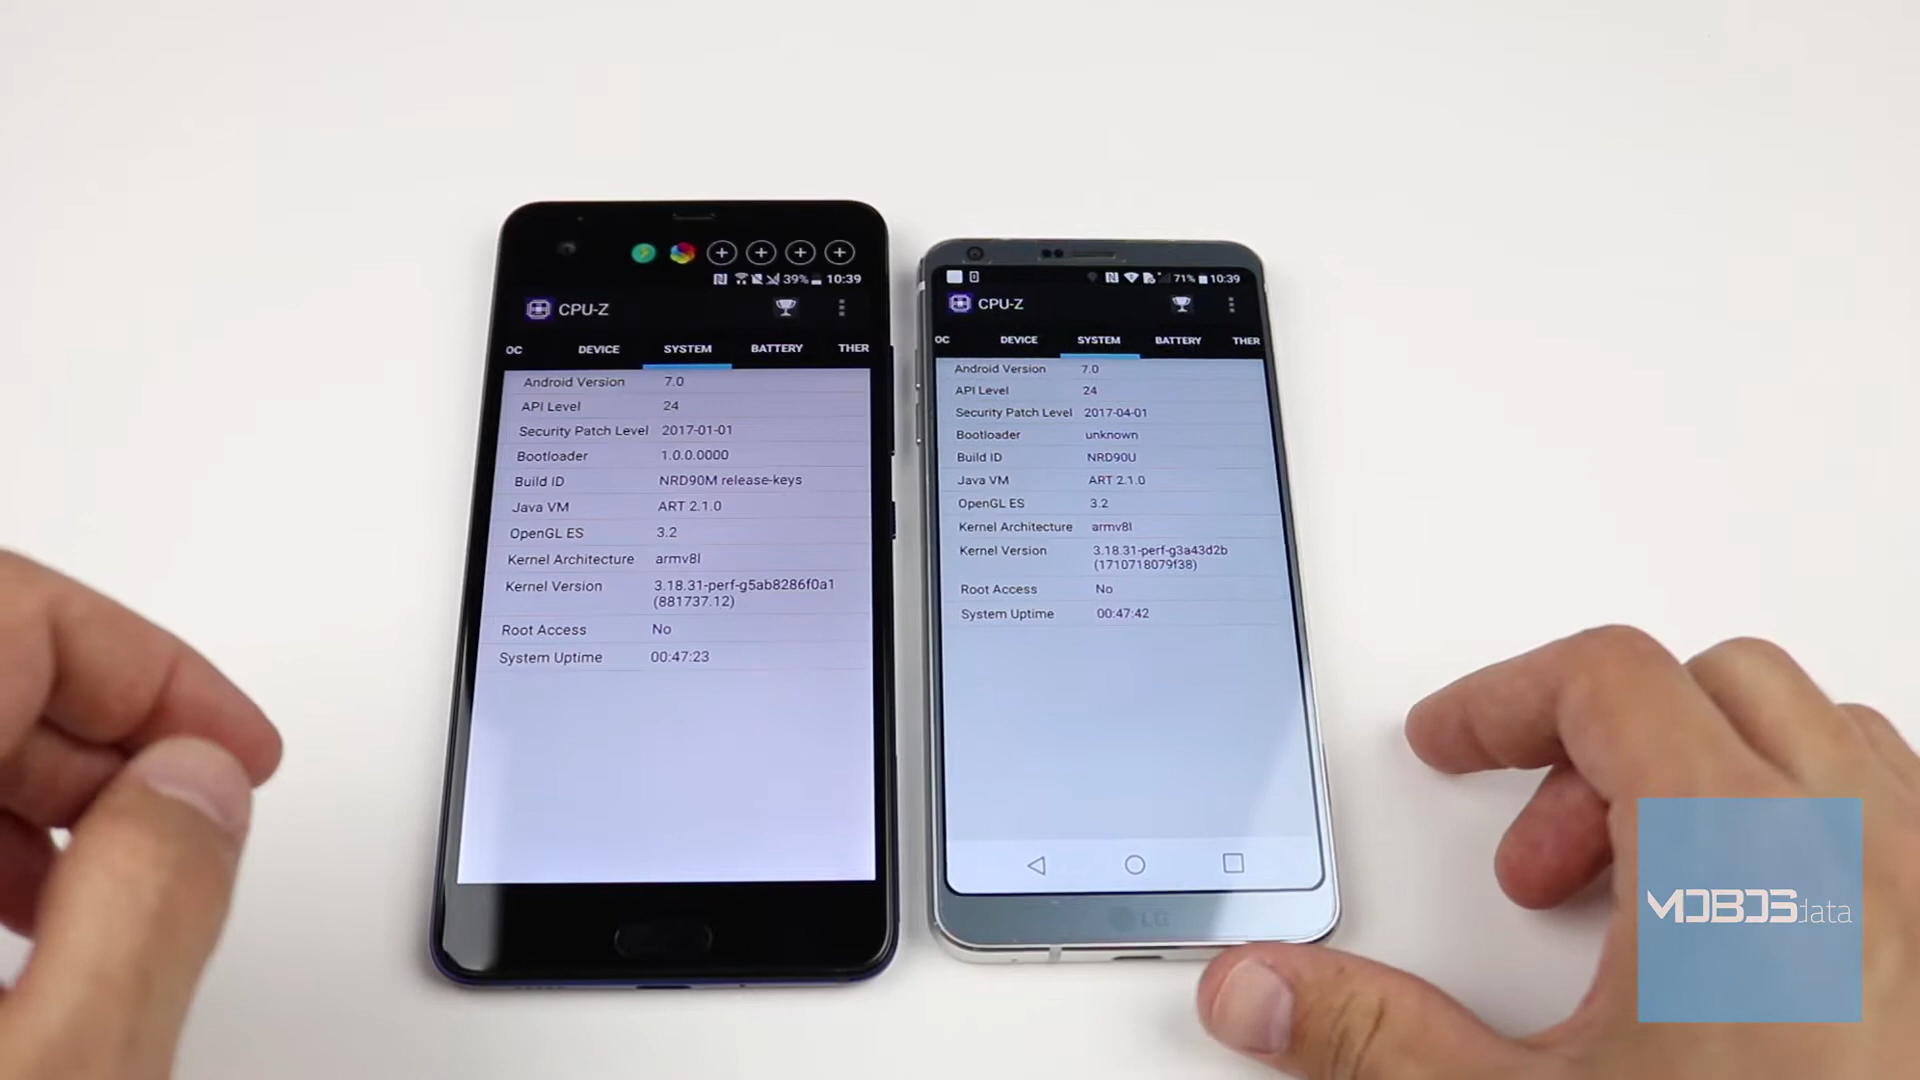 39% 10:39
CPU-Z
OC DEVICE SYSTEM BATTERY THER
Android Version 7.0
API Level 24
Security Patch Level 2017-01-01
Bootloader 1.0.0.0000
Build ID NRD90M release-keys
Java VM ART 2.1.0
OpenGL ES 3.2
Kernel Architecture armv8l
Kernel Version 3.18.31-perf-g5ab8286f0a1
(881737.12)
Root Access No
System Uptime 00:47:23
71% 10:39
CPU-Z
OC DEVICE SYSTEM BATTERY THER
Android Version 7.0
API Level 24
Security Patch Level 2017-04-01
Bootloader unknown
Build ID NRD90U
Java VM ART 2.1.0
OpenGL ES 3.2
Kernel Architecture armv8l
Kernel Version 3.18.31-perf-g3a43d2b
(1710718079f38)
Root Access No
System Uptime 00:47:42
LG
MOBOSdata